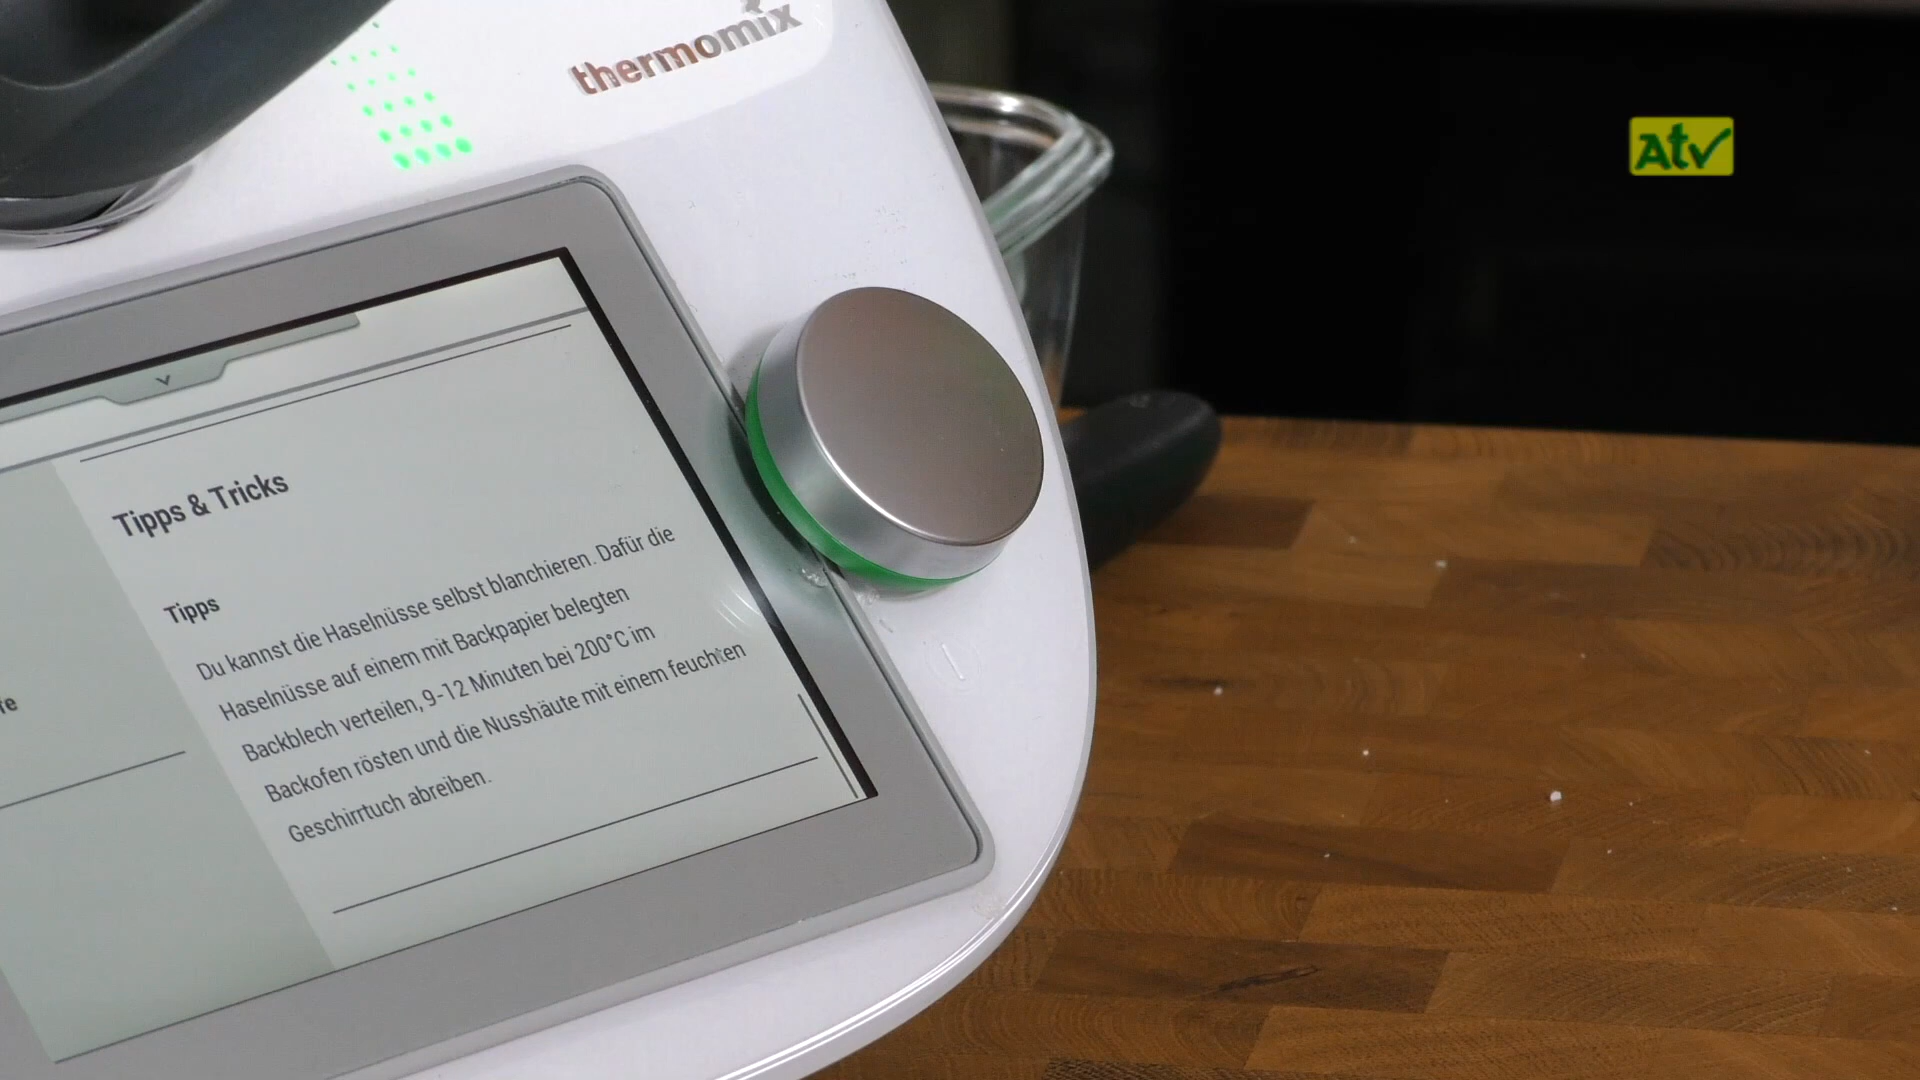 thermomix
Atv
Tipps & Tricks
Tipps
Du kannst die Haselnüsse selbst blanchieren. Dafür die
Haselnüsse auf einem mit Backpapier belegten
Backblech verteilen, 9-12 Minuten bei 200°C im
Backofen rösten und die Nusshäute mit einem feuchten
Geschirrtuch abreiben.